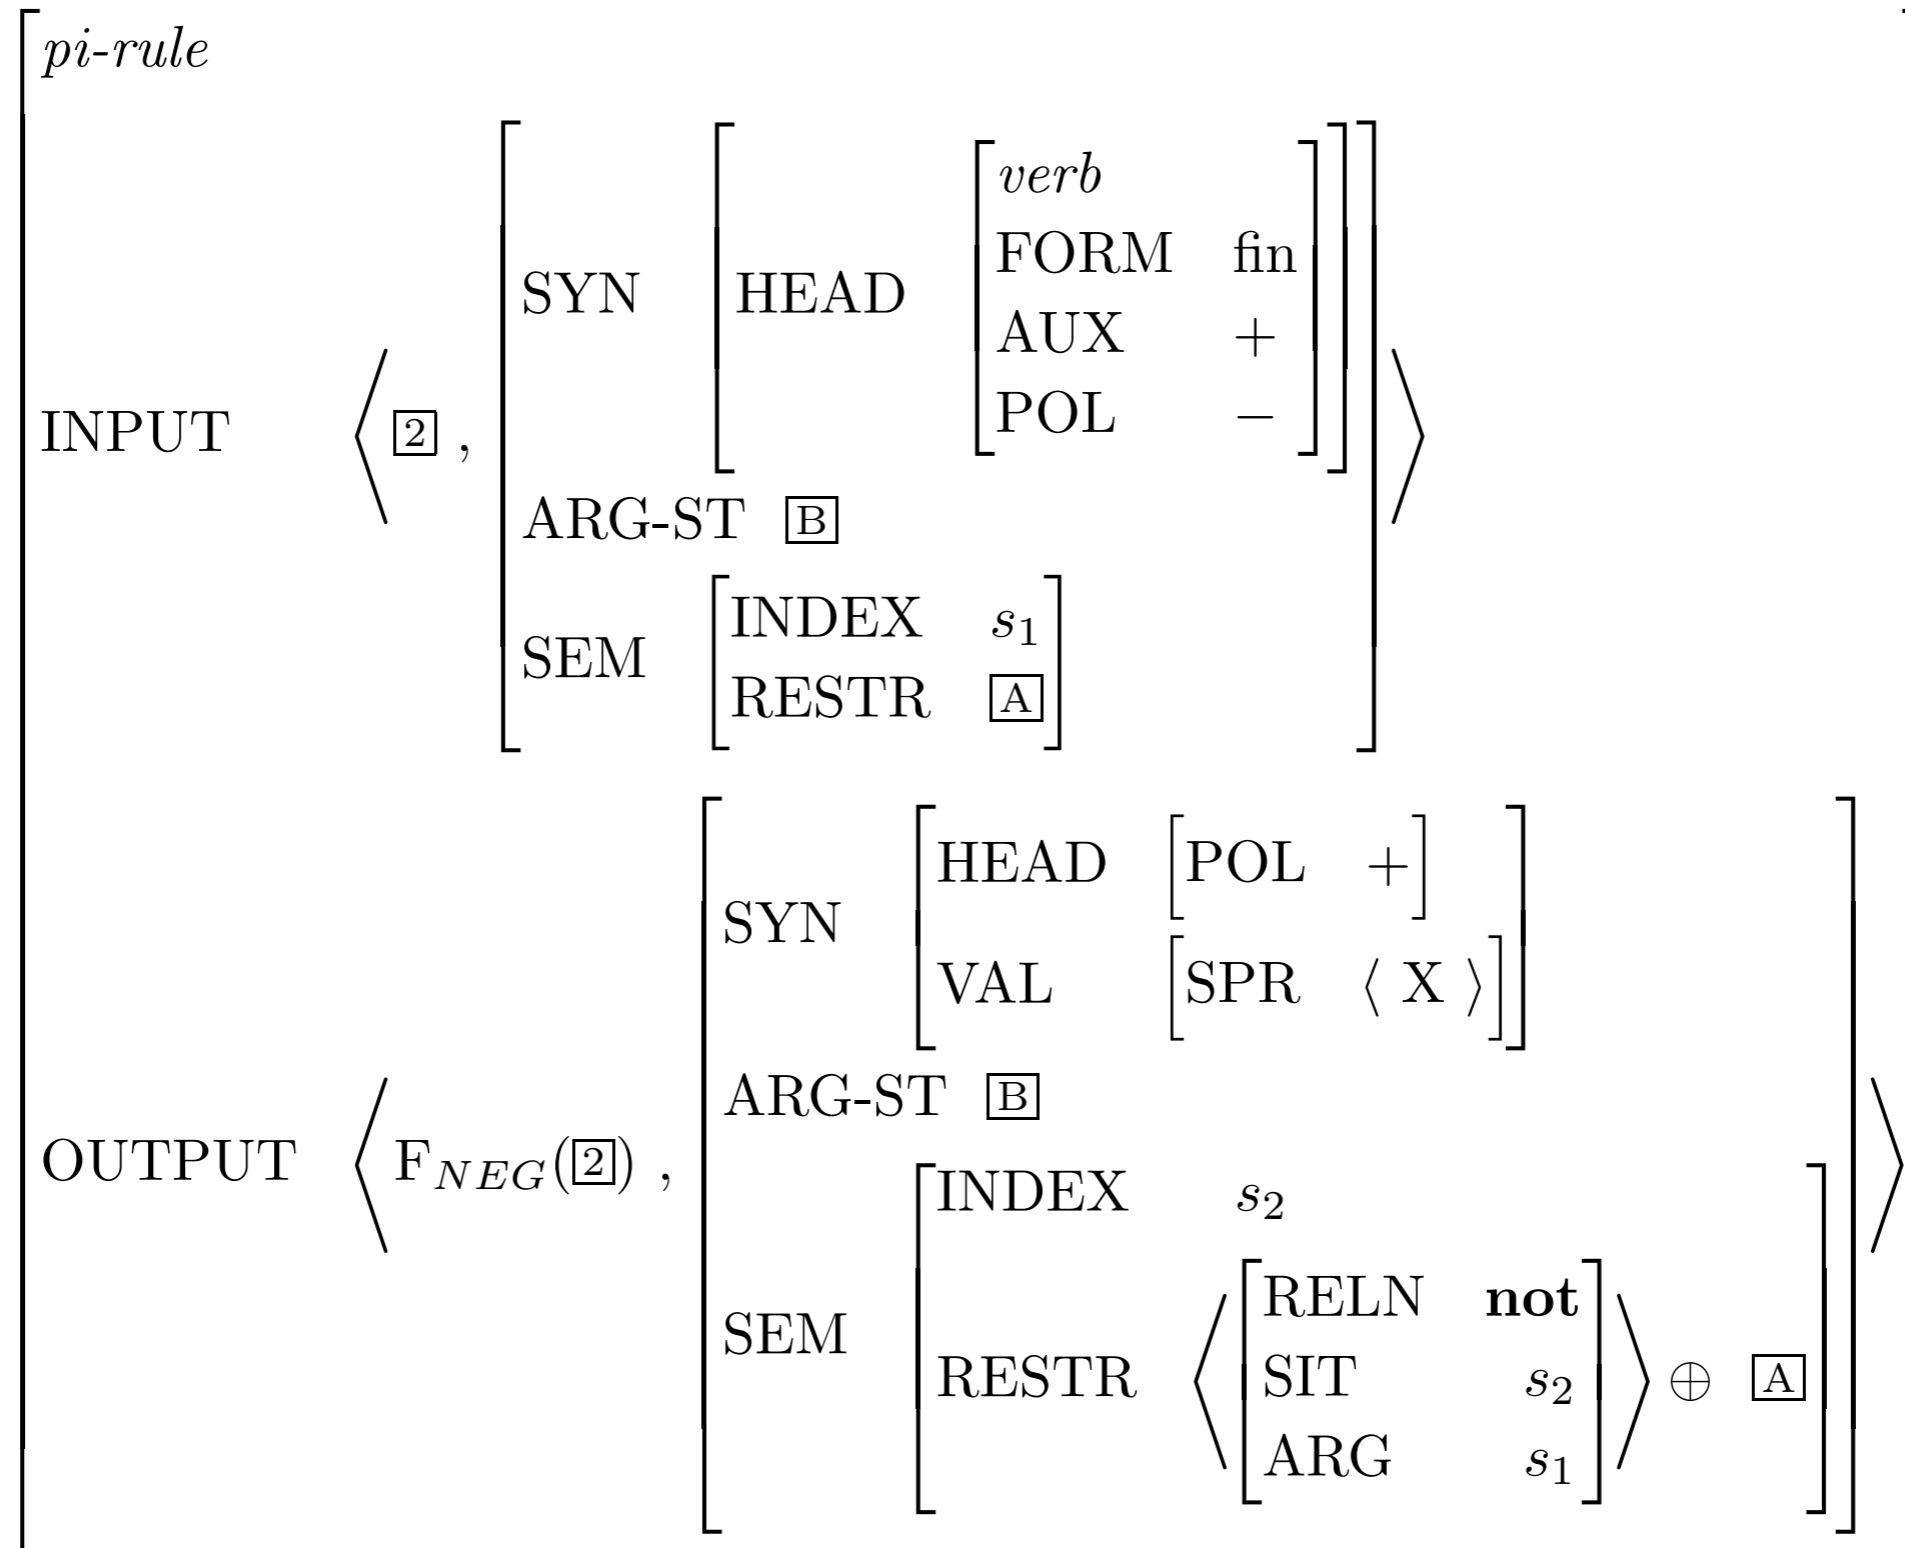 pi-rule
verb
FORM fin
SYN HEAD AUX +
POL −
INPUT ⟨ 2 ,
ARG-ST B
INDEX s₁
SEM
RESTR A
HEAD [POL +]
SYN
VAL [SPR ⟨ X ⟩]
ARG-ST B
OUTPUT ⟨ F_NEG(2) ,
INDEX s₂
RELN not
SEM
RESTR ⟨ SIT s₂ ⟩ ⊕ A
ARG s₁